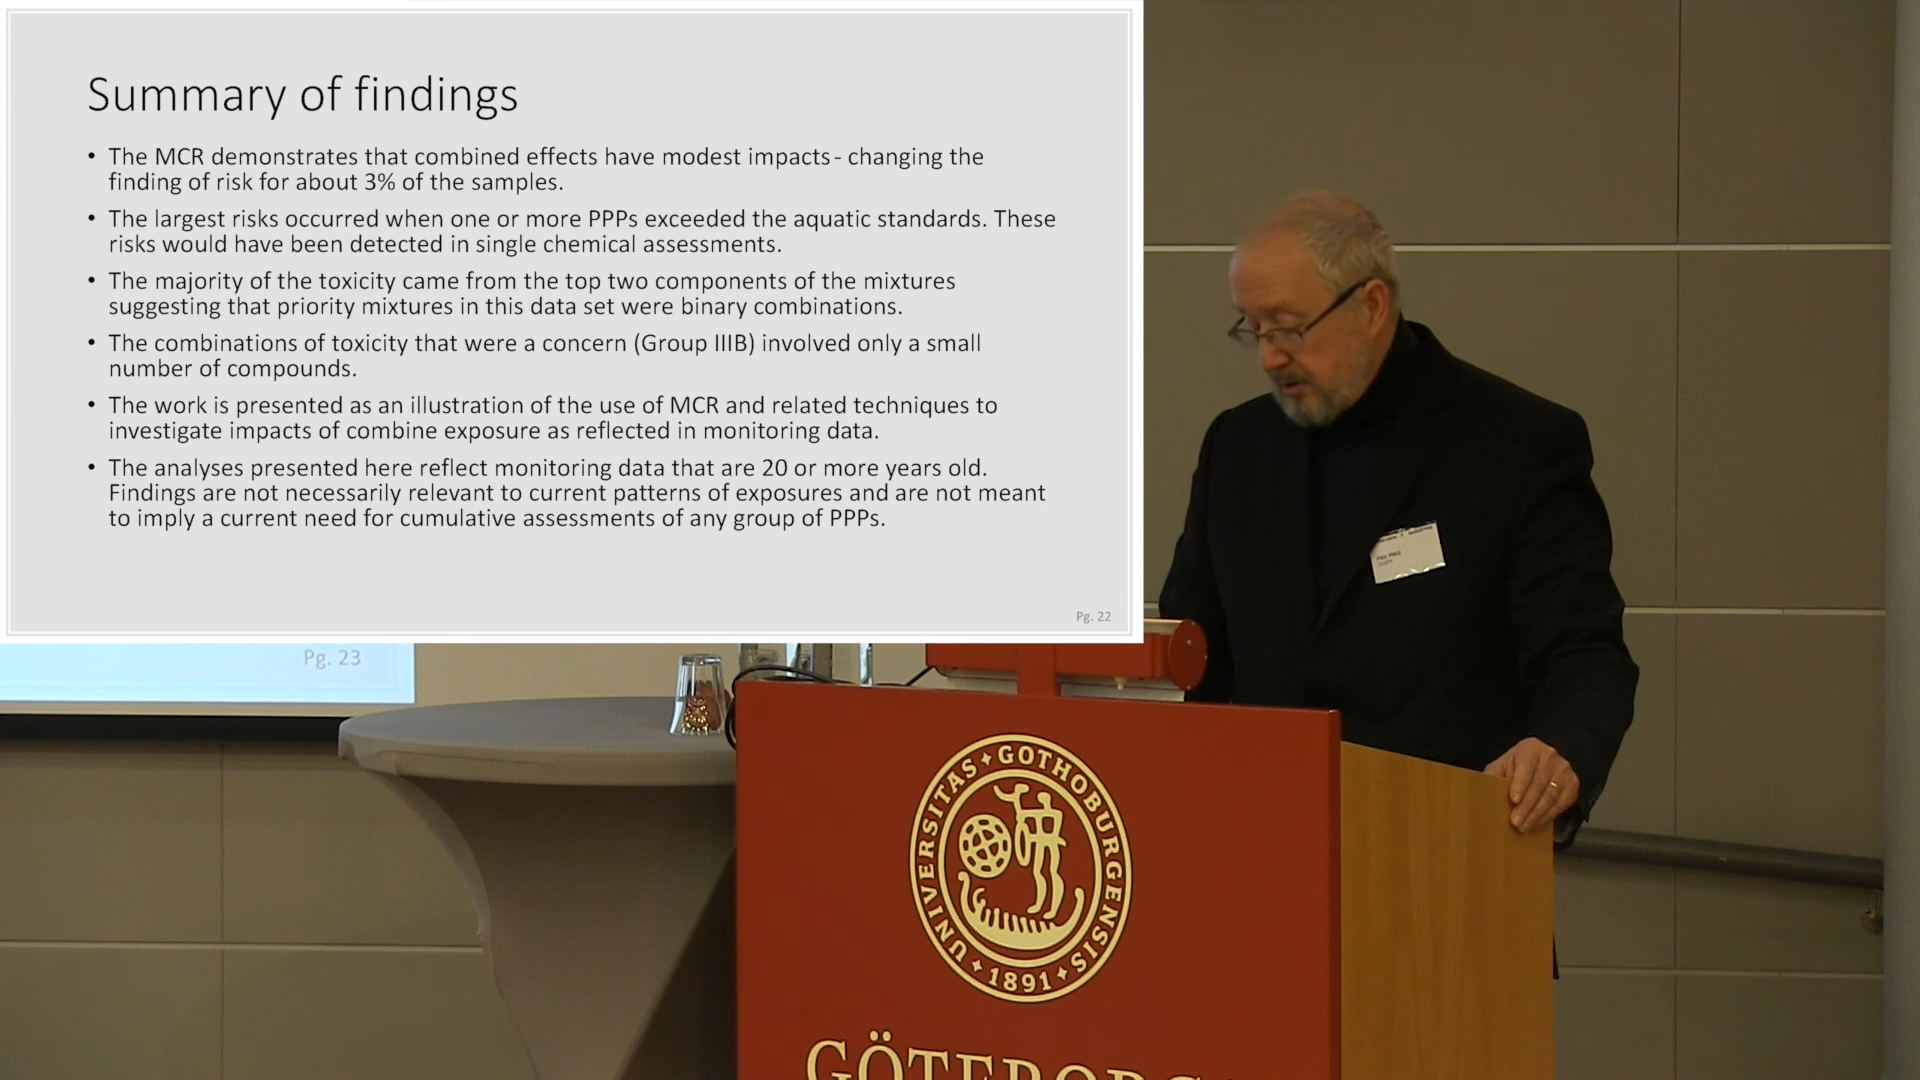 Summary of findings
• The MCR demonstrates that combined effects have modest impacts - changing the
finding of risk for about 3% of the samples.
• The largest risks occurred when one or more PPPs exceeded the aquatic standards. These
risks would have been detected in single chemical assessments.
• The majority of the toxicity came from the top two components of the mixtures
suggesting that priority mixtures in this data set were binary combinations.
• The combinations of toxicity that were a concern (Group IIIB) involved only a small
number of compounds.
• The work is presented as an illustration of the use of MCR and related techniques to
investigate impacts of combine exposure as reflected in monitoring data.
• The analyses presented here reflect monitoring data that are 20 or more years old.
Findings are not necessarily relevant to current patterns of exposures and are not meant
to imply a current need for cumulative assessments of any group of PPPs.
Pg. 22
Pg. 23
PAUL PRICE
UNIVERSITAS GOTHOBURGENSIS
1891